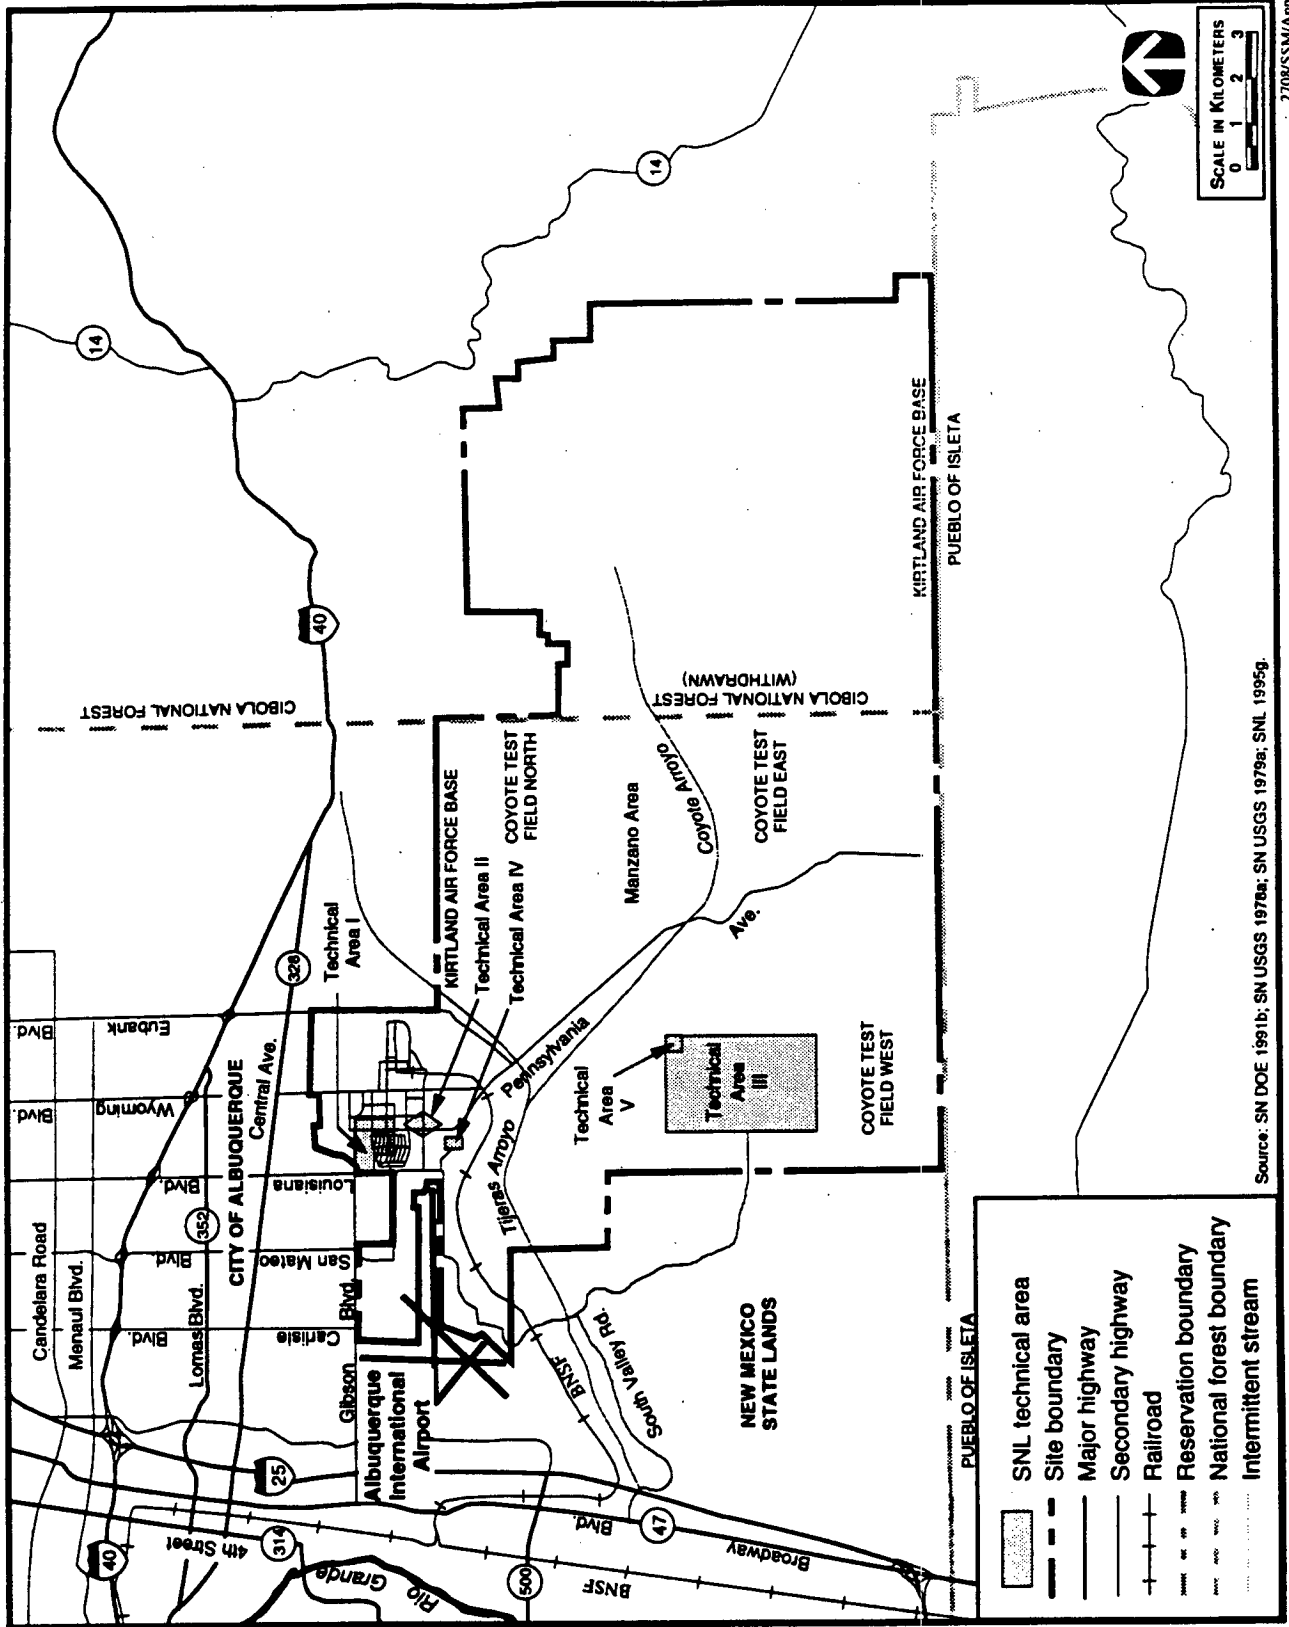 Candelara Road
Menaul Blvd.
Blvd.
Blvd.
Blvd.
Blvd.
Blvd.
Eubank
Wyoming
Louisiana
San Mateo
Carlisle
Lomas Blvd.
352
CITY OF ALBUQUERQUE
Central Ave.
328
40
40
25
314
4th Street
Rio
Grande
500
47
Broadway
Blvd.
BNSF
BNSF
14
14
Gibson
Blvd.
Albuquerque
International
Airport
Technical
Area I
KIRTLAND AIR FORCE BASE
Technical Area II
Technical Area IV
COYOTE TEST
FIELD NORTH
CIBOLA NATIONAL FOREST
CIBOLA NATIONAL FOREST
(WITHDRAWN)
Manzano Area
Coyote Arroyo
COYOTE TEST
FIELD EAST
Pennsylvania
Ave.
Tijeras Arroyo
South Valley Rd.
Technical
Area
V
Technical
Area
III
COYOTE TEST
FIELD WEST
NEW MEXICO
STATE LANDS
KIRTLAND AIR FORCE BASE
PUEBLO OF ISLETA
PUEBLO OF ISLETA
SNL technical area
Site boundary
Major highway
Secondary highway
Railroad
Reservation boundary
National forest boundary
Intermittent stream
SCALE IN KILOMETERS
0 1 2 3
Source: SN DOE 1991b; SN USGS 1978a; SN USGS 1979a; SNL 1995g.
2708/SSM/App